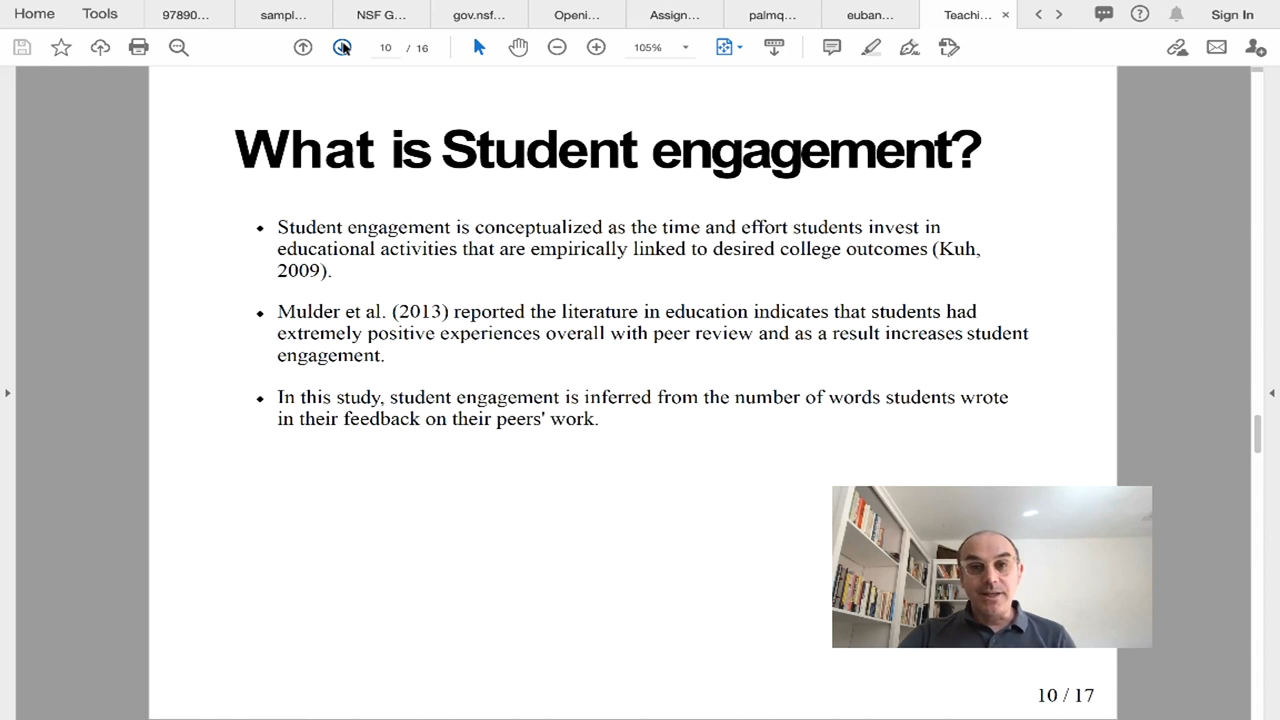 Home Tools 97890... sampl... NSF G... gov.nsf... Openi... Assign... palmq... euban... Teachi... × Sign In
10 / 16 105%
What is Student engagement?
• Student engagement is conceptualized as the time and effort students invest in
educational activities that are empirically linked to desired college outcomes (Kuh,
2009).
• Mulder et al. (2013) reported the literature in education indicates that students had
extremely positive experiences overall with peer review and as a result increases student
engagement.
• In this study, student engagement is inferred from the number of words students wrote
in their feedback on their peers' work.
10 / 17